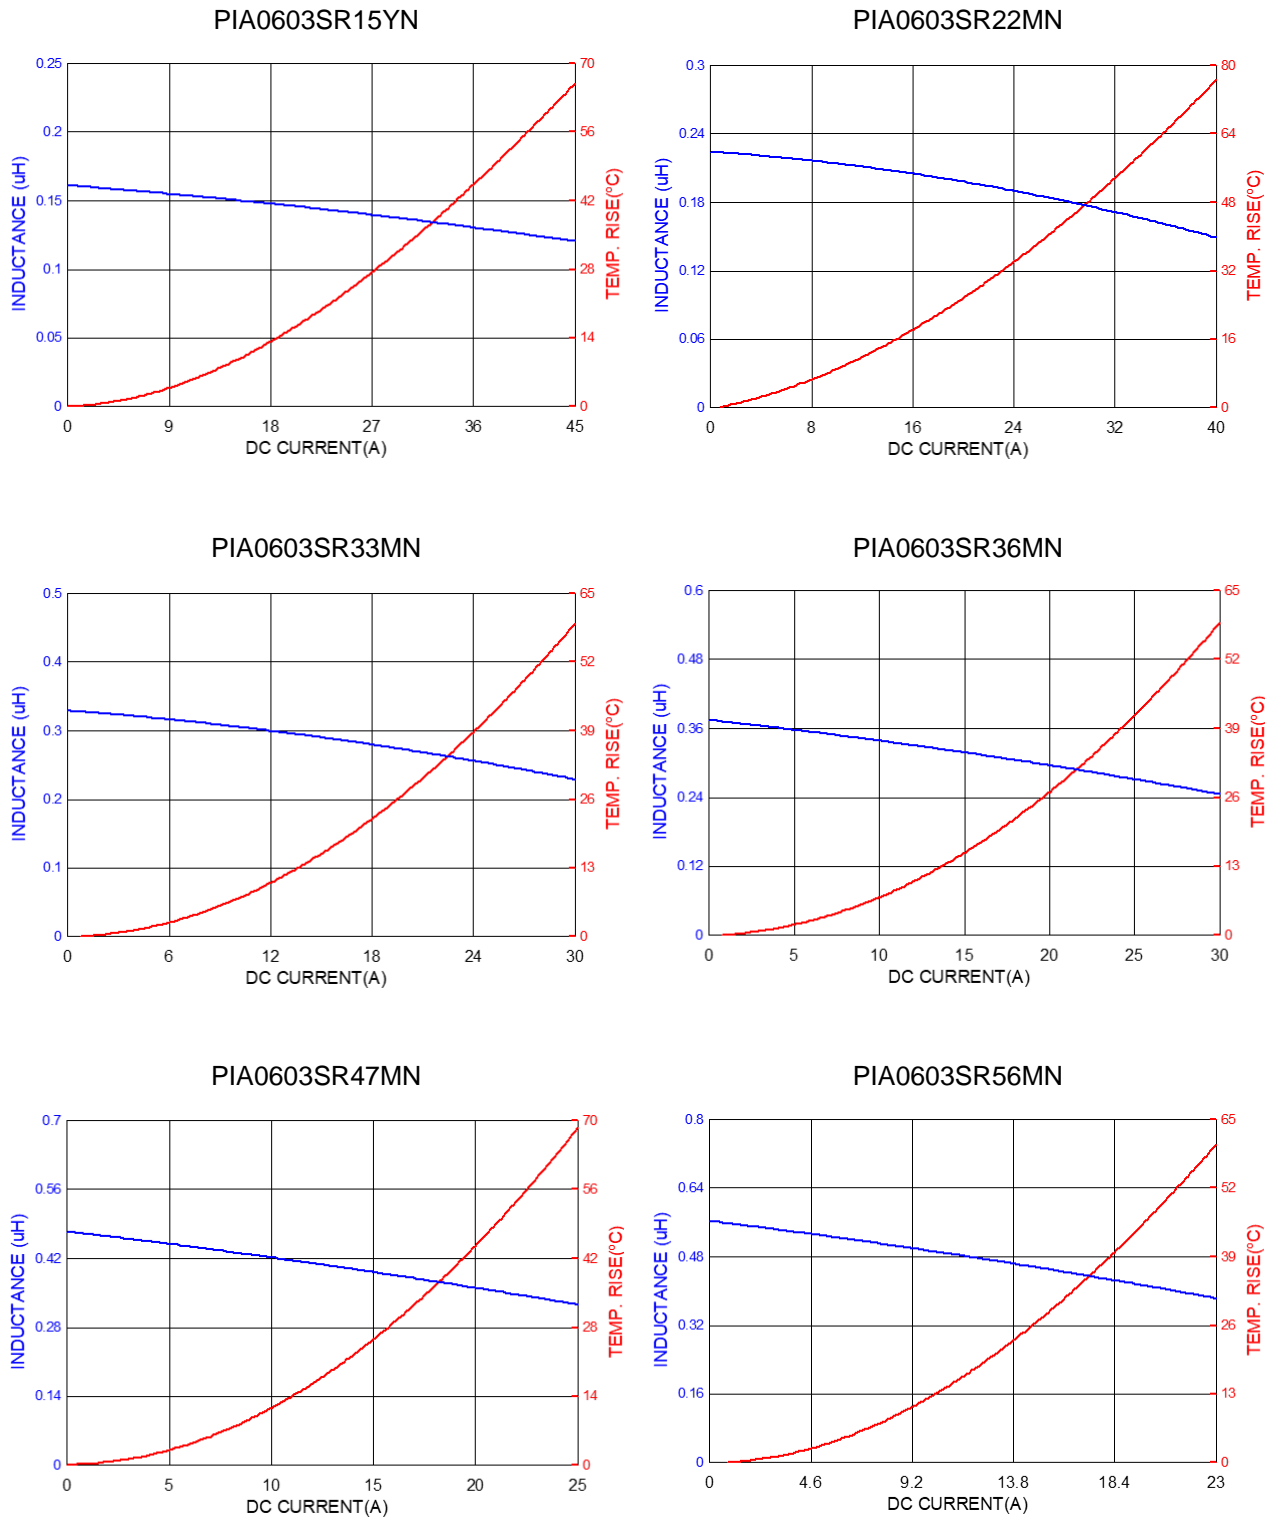 PIA0603SR15YN
0.25
0.2
0.15
0.1
0.05
0
INDUCTANCE (uH)
70
56
42
28
14
0
TEMP. RISE(ºC)
0 9 18 27 36 45
DC CURRENT(A)
PIA0603SR22MN
0.3
0.24
0.18
0.12
0.06
0
INDUCTANCE (uH)
80
64
48
32
16
0
TEMP. RISE(ºC)
0 8 16 24 32 40
DC CURRENT(A)
PIA0603SR33MN
0.5
0.4
0.3
0.2
0.1
0
INDUCTANCE (uH)
65
52
39
26
13
0
TEMP. RISE(ºC)
0 6 12 18 24 30
DC CURRENT(A)
PIA0603SR36MN
0.6
0.48
0.36
0.24
0.12
0
INDUCTANCE (uH)
65
52
39
26
13
0
TEMP. RISE(ºC)
0 5 10 15 20 25 30
DC CURRENT(A)
PIA0603SR47MN
0.7
0.56
0.42
0.28
0.14
0
INDUCTANCE (uH)
70
56
42
28
14
0
TEMP. RISE(ºC)
0 5 10 15 20 25
DC CURRENT(A)
PIA0603SR56MN
0.8
0.64
0.48
0.32
0.16
0
INDUCTANCE (uH)
65
52
39
26
13
0
TEMP. RISE(ºC)
0 4.6 9.2 13.8 18.4 23
DC CURRENT(A)